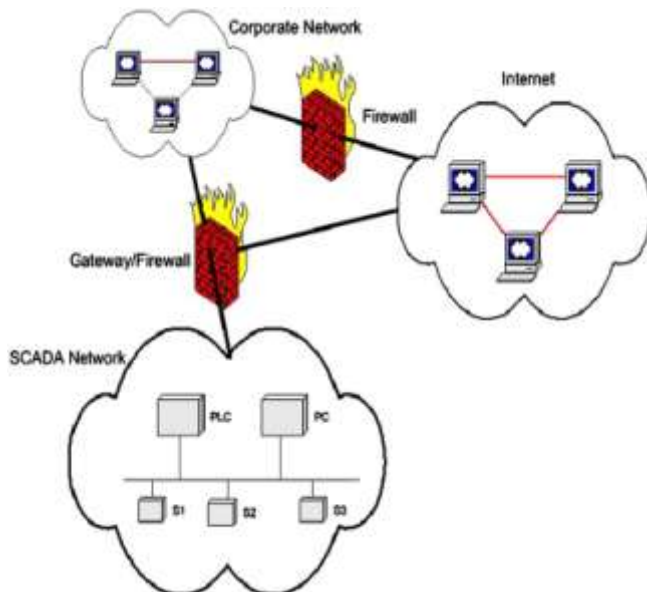 Corporate Network
Internet
Firewall
Gateway/Firewall
SCADA Network
PLC
PC
S1
S2
S3